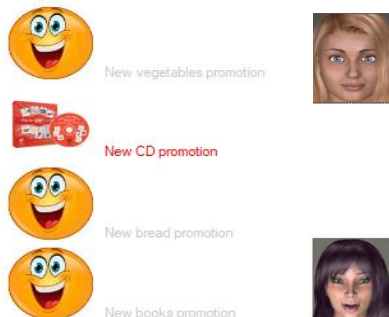 New vegetables promotion
New CD promotion
New bread promotion
New books promotion